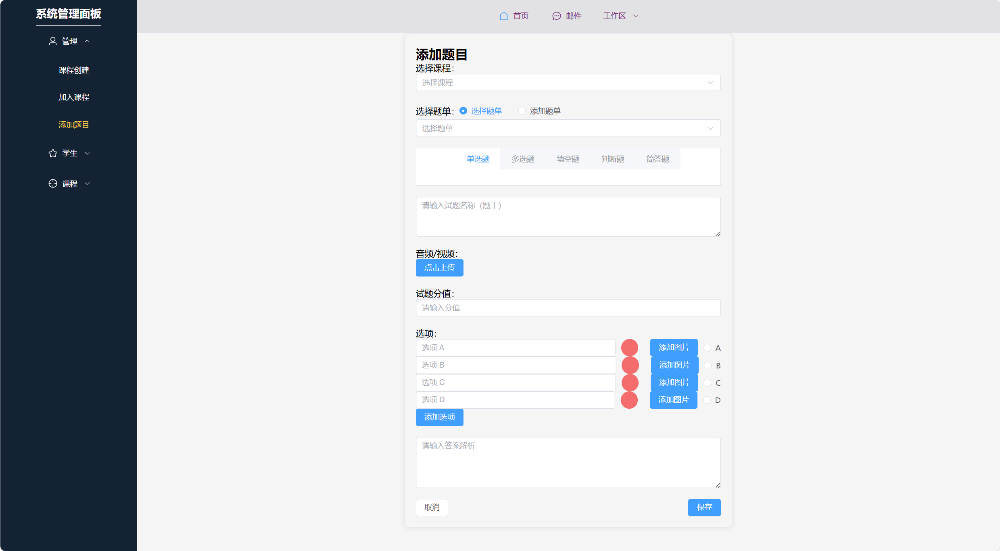 系统管理面板
管理
课程创建
加入课程
添加题目
学生
课程
首页 邮件 工作区
添加题目
选择课程：
选择课程
选择题单： 选择题单 添加题单
选择题单
单选题 多选题 填空题 判断题 简答题
请输入试题名称（题干）
音频/视频：
点击上传
试题分值：
请输入分值
选项：
选项 A 添加图片 A
选项 B 添加图片 B
选项 C 添加图片 C
选项 D 添加图片 D
添加选项
请输入答案解析
取消 保存